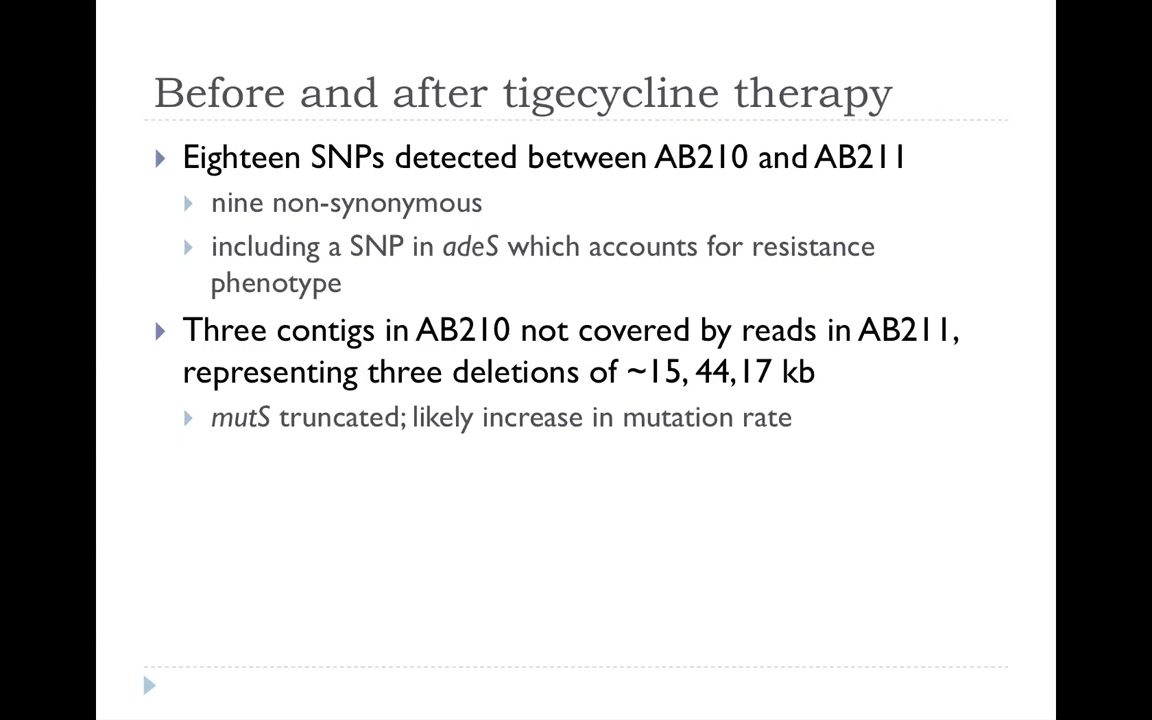 Before and after tigecycline therapy
Eighteen SNPs detected between AB210 and AB211
nine non-synonymous
including a SNP in adeS which accounts for resistance
phenotype
Three contigs in AB210 not covered by reads in AB211,
representing three deletions of ~15, 44, 17 kb
mutS truncated; likely increase in mutation rate